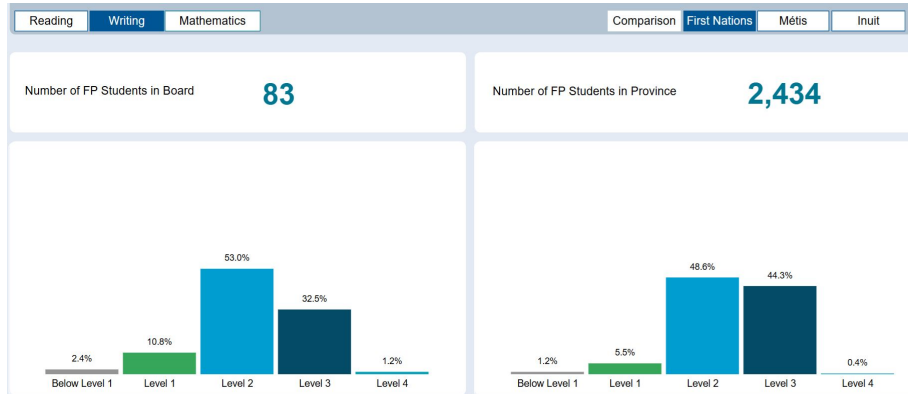 Reading Writing Mathematics Comparison First Nations Métis Inuit
Number of FP Students in Board 83
Number of FP Students in Province 2,434
53.0%
32.5%
10.8%
2.4%
1.2%
Below Level 1 Level 1 Level 2 Level 3 Level 4
48.6%
44.3%
5.5%
1.2%
0.4%
Below Level 1 Level 1 Level 2 Level 3 Level 4